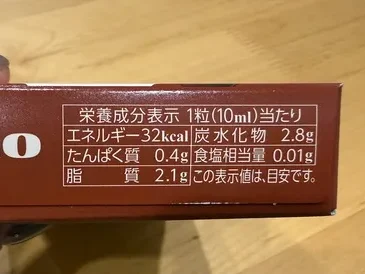 栄養成分表示 1粒(10ml)当たり
エネルギー32kcal 炭水化物 2.8g
たんぱく質 0.4g 食塩相当量 0.01g
脂質 2.1g この表示値は、目安です。
O